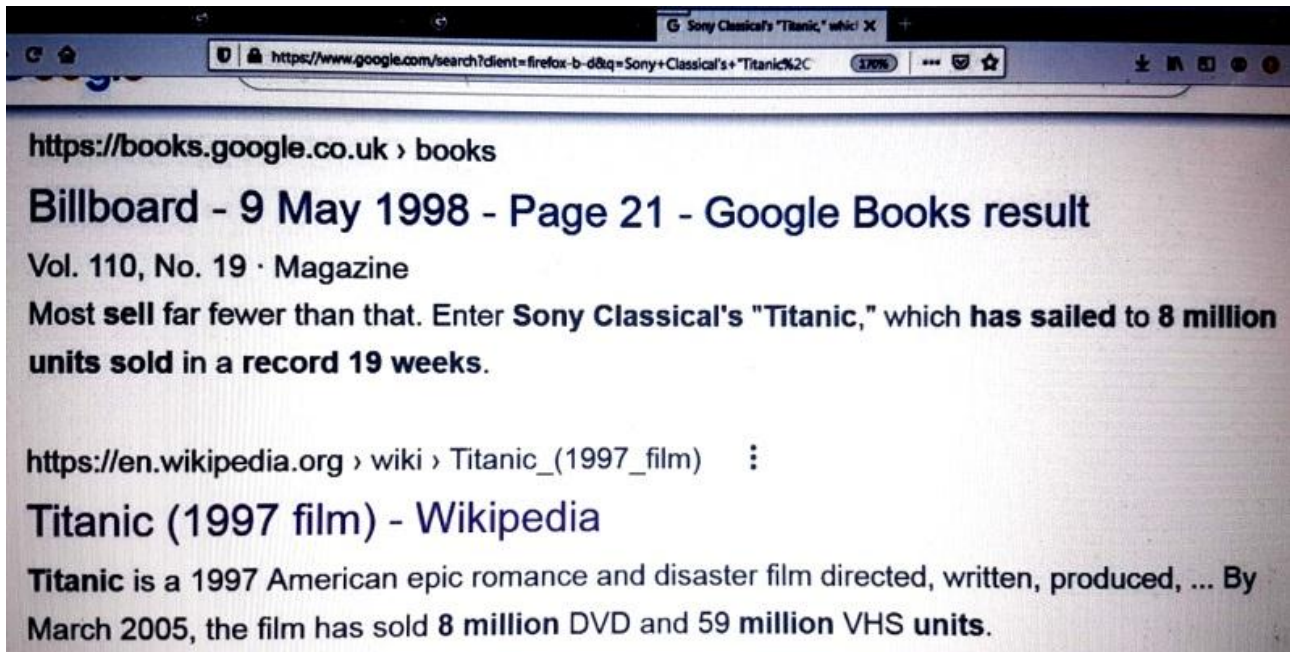 G Sony Classical's "Titanic," whicl X +
https://www.google.com/search?client=firefox-b-d&q=Sony+Classical's+"Titanic%2C 170%
https://books.google.co.uk › books
Billboard - 9 May 1998 - Page 21 - Google Books result
Vol. 110, No. 19 · Magazine
Most sell far fewer than that. Enter Sony Classical's "Titanic," which has sailed to 8 million
units sold in a record 19 weeks.
https://en.wikipedia.org › wiki › Titanic_(1997_film)
Titanic (1997 film) - Wikipedia
Titanic is a 1997 American epic romance and disaster film directed, written, produced, ... By
March 2005, the film has sold 8 million DVD and 59 million VHS units.